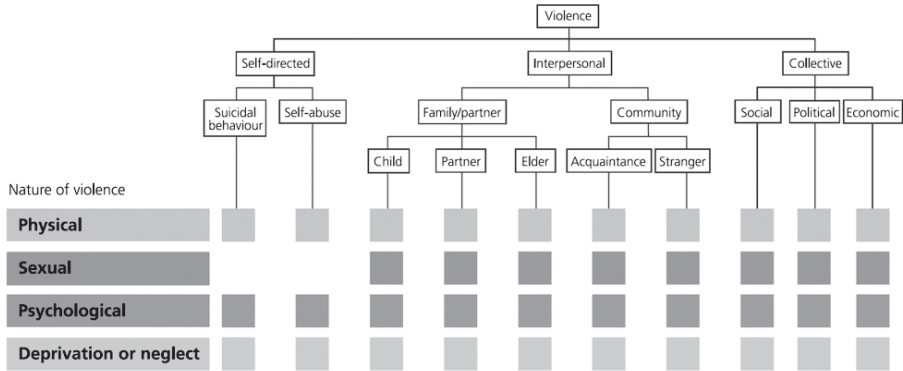 Violence
Self-directed
Interpersonal
Collective
Suicidal
behaviour
Self-abuse
Family/partner
Community
Social
Political
Economic
Child
Partner
Elder
Acquaintance
Stranger
Nature of violence
Physical
Sexual
Psychological
Deprivation or neglect